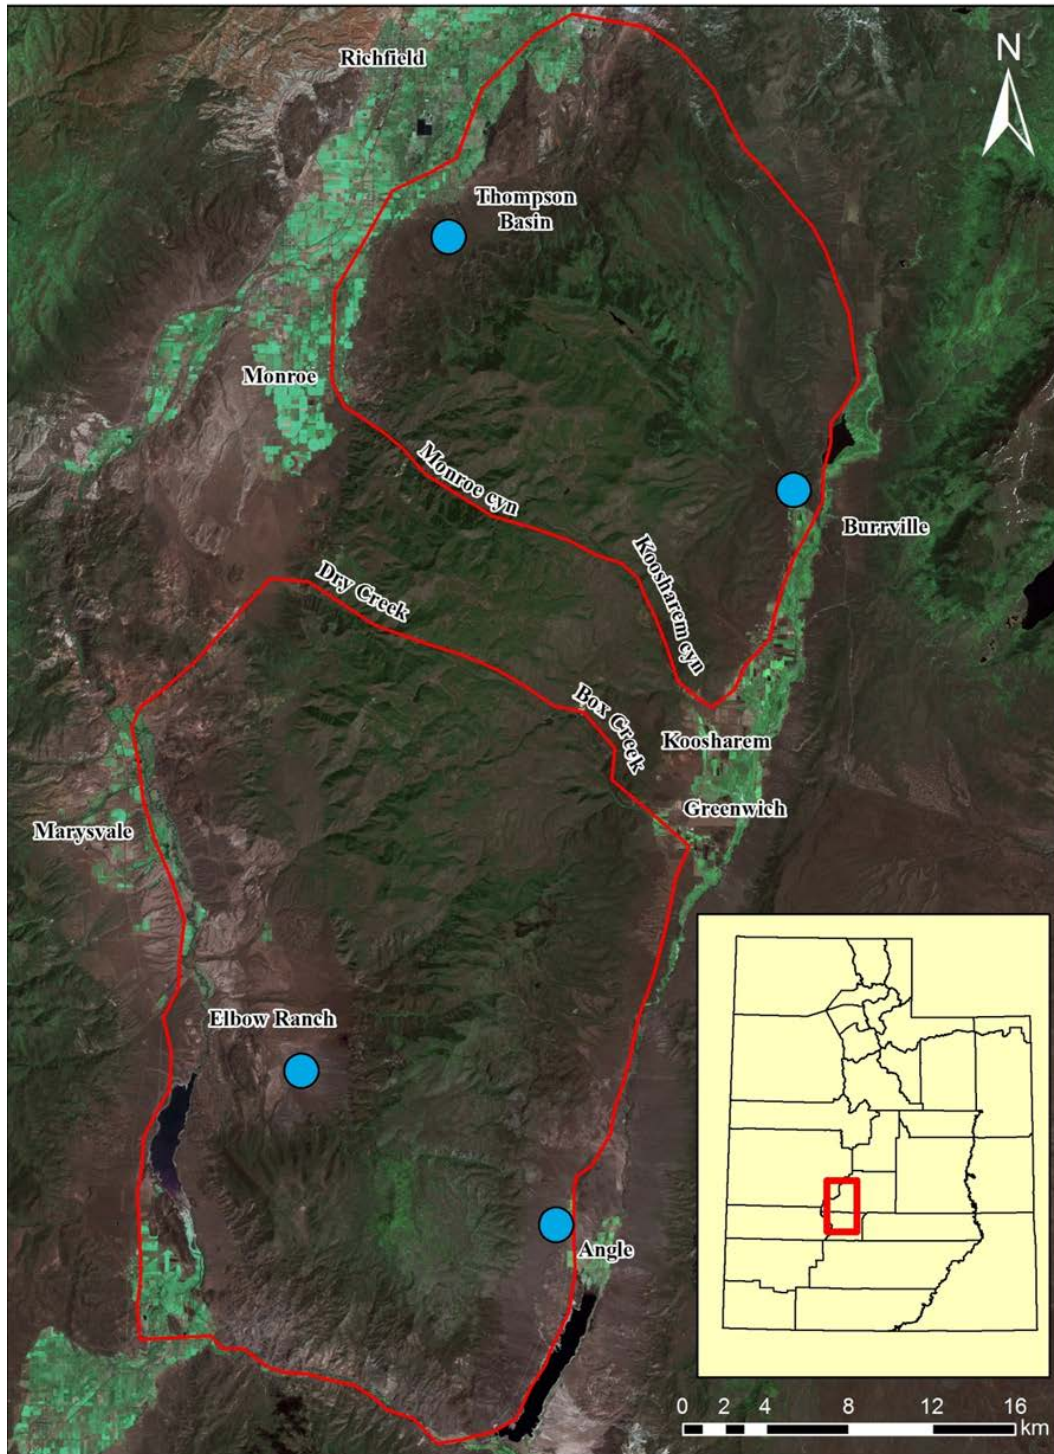 Richfield
N
Thompson
Basin
Monroe
Monroe cyn
Burrville
Koosharem cyn
Dry Creek
Box Creek
Koosharem
Greenwich
Marysvale
Elbow Ranch
Angle
0 2 4 8 12 16
km